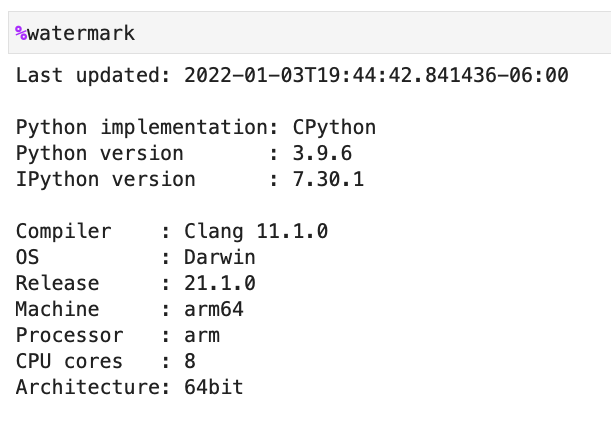 %watermark
Last updated: 2022-01-03T19:44:42.841436-06:00
Python implementation: CPython
Python version       : 3.9.6
IPython version      : 7.30.1
Compiler    : Clang 11.1.0
OS          : Darwin
Release     : 21.1.0
Machine     : arm64
Processor   : arm
CPU cores   : 8
Architecture: 64bit